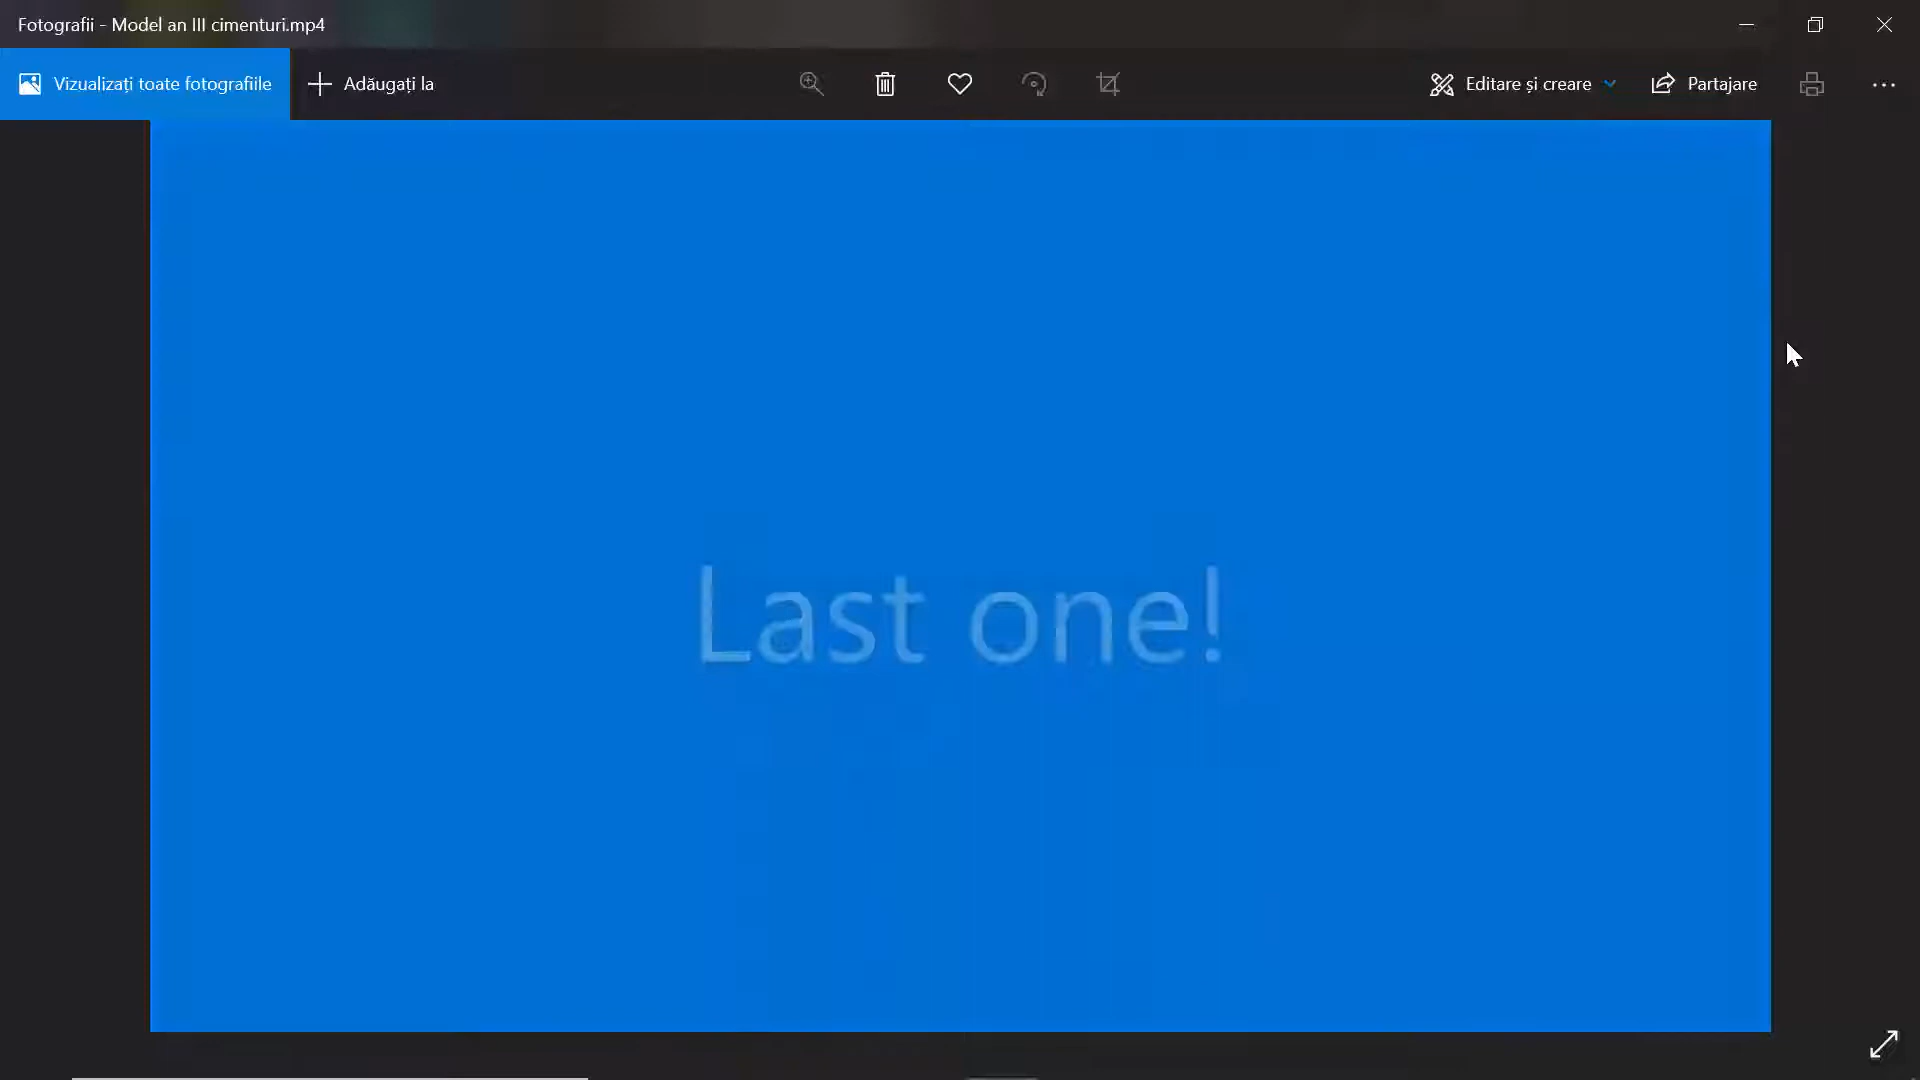 Fotografii - Model an III cimenturi.mp4
Vizualizați toate fotografiile
Adăugați la
Editare și creare
Partajare
Last one!